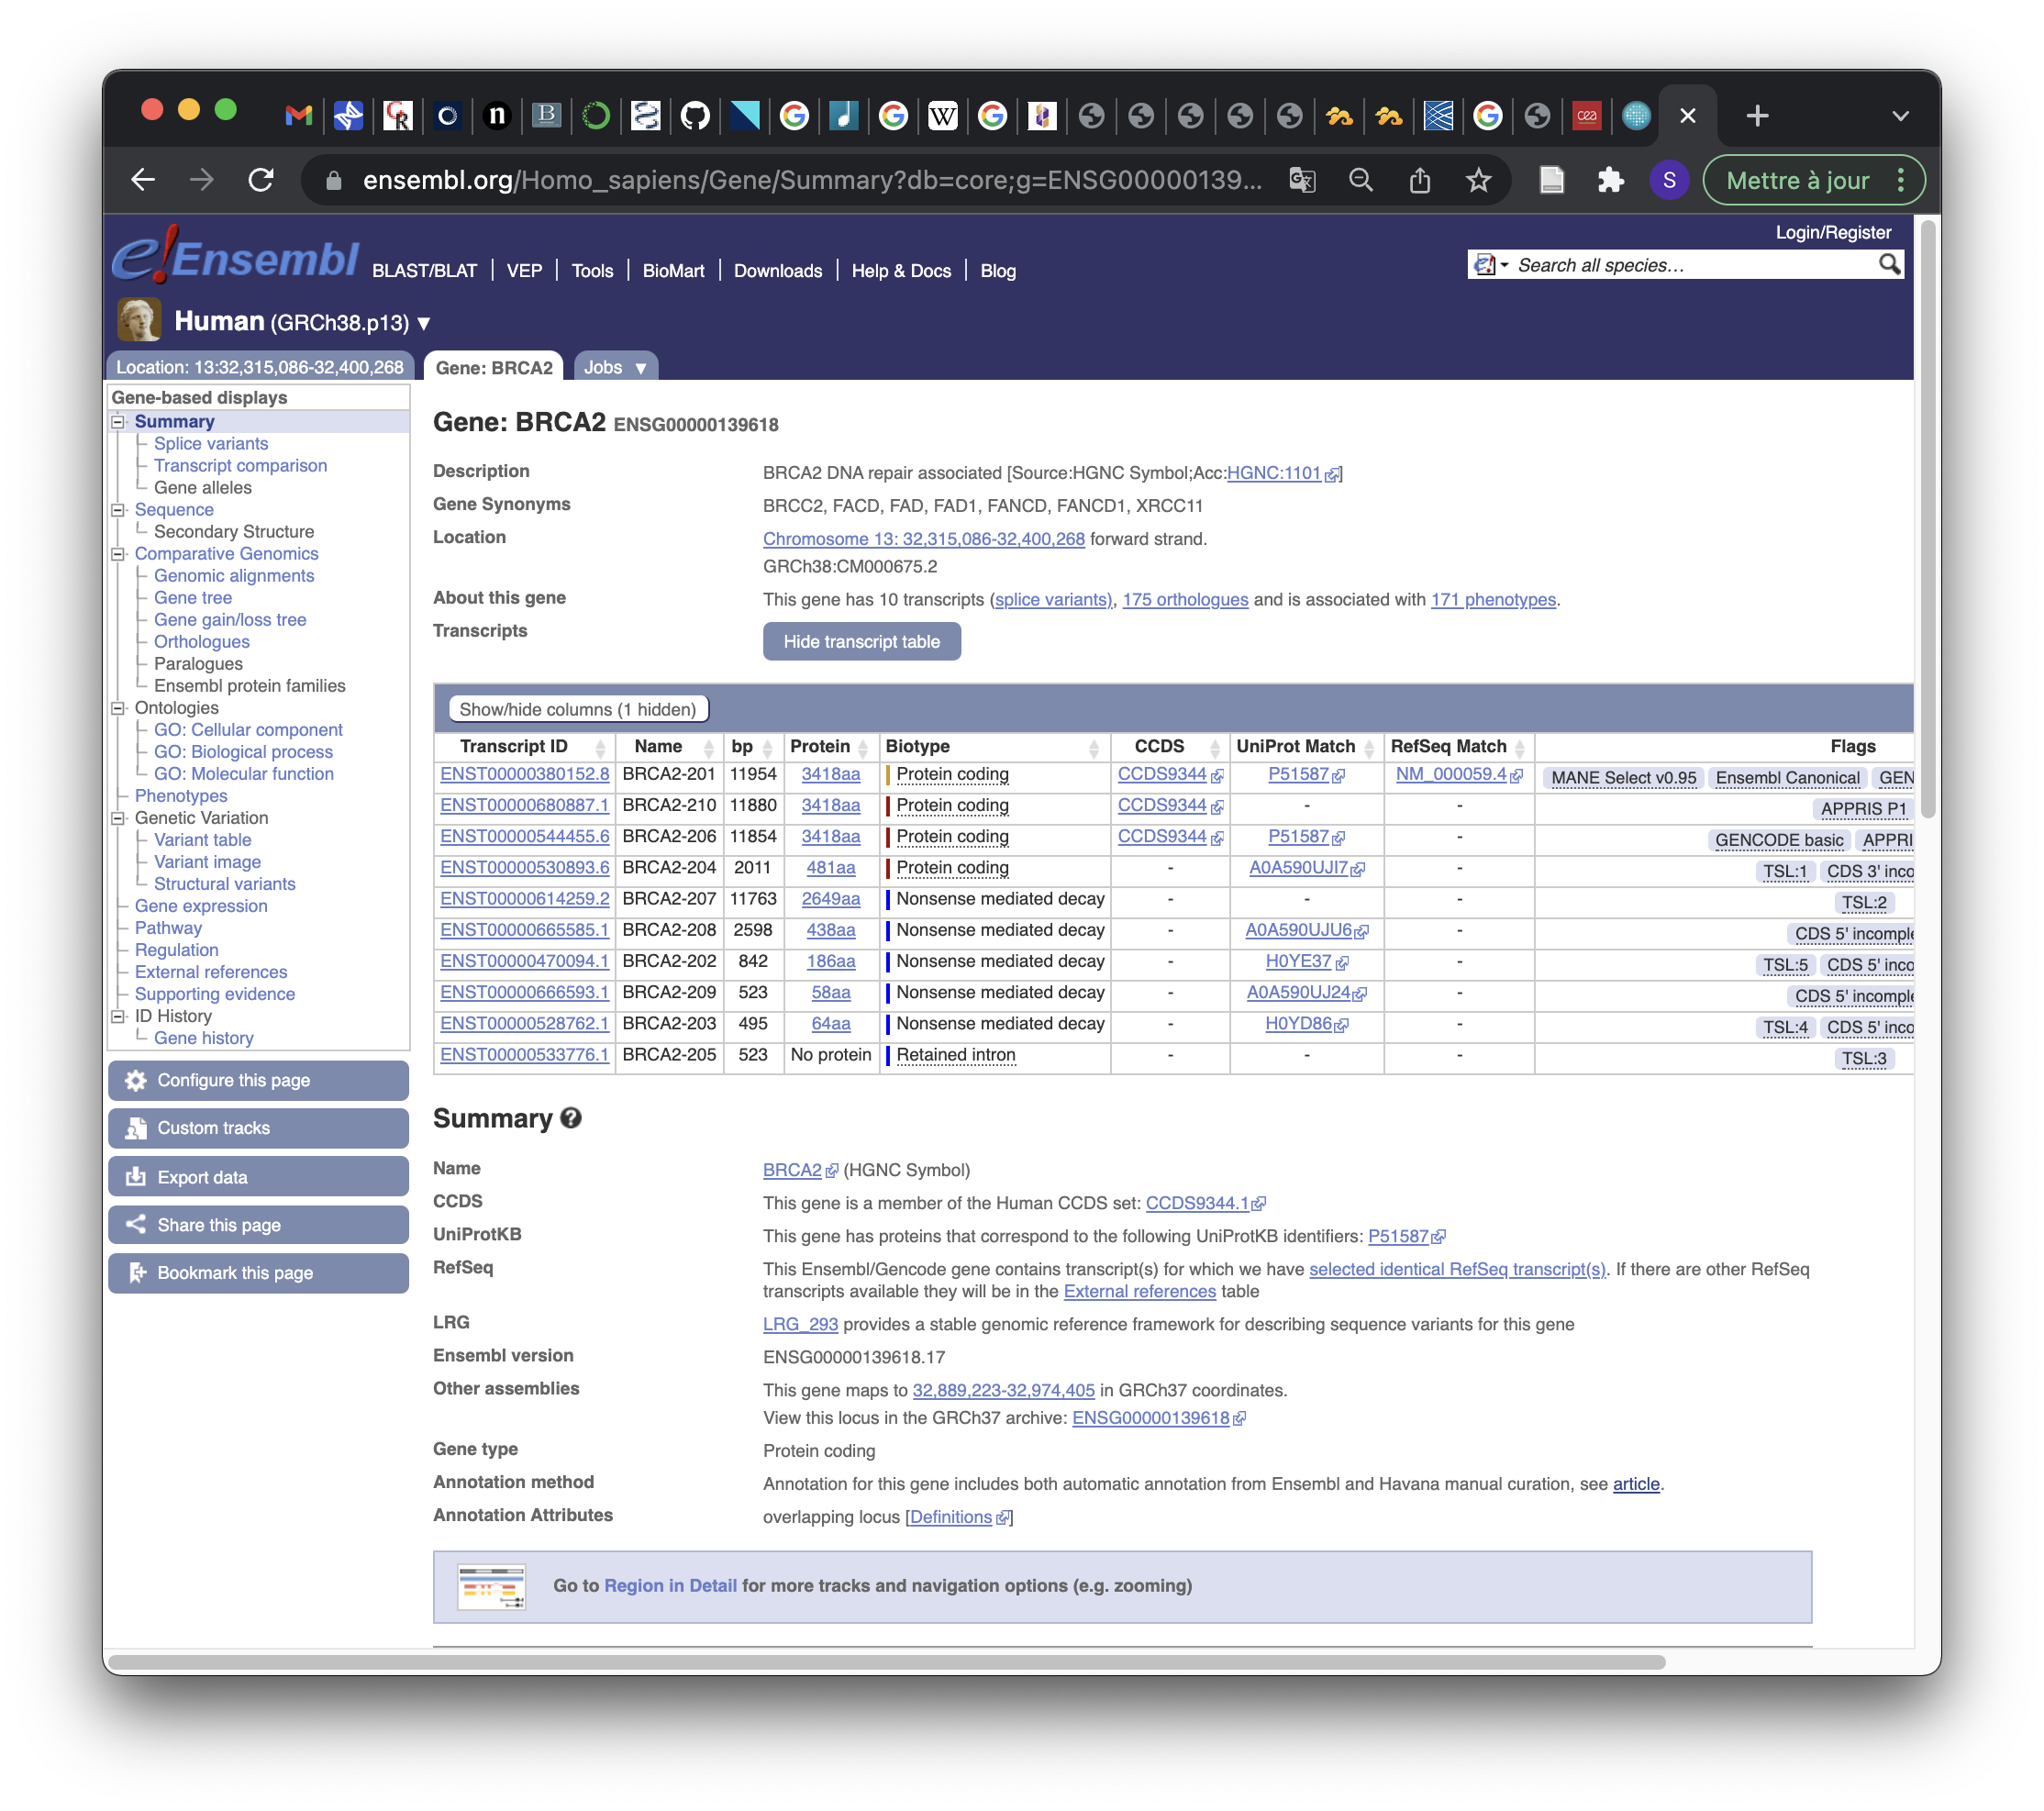 ensembl.org/Homo_sapiens/Gene/Summary?db=core;g=ENSG00000139...
S
Mettre à jour
Login/Register
e!Ensembl
BLAST/BLAT | VEP | Tools | BioMart | Downloads | Help & Docs | Blog
Search all species...
Human (GRCh38.p13) ▼
Location: 13:32,315,086-32,400,268
Gene: BRCA2
Jobs ▼
Gene-based displays
Summary
Splice variants
Transcript comparison
Gene alleles
Sequence
Secondary Structure
Comparative Genomics
Genomic alignments
Gene tree
Gene gain/loss tree
Orthologues
Paralogues
Ensembl protein families
Ontologies
GO: Cellular component
GO: Biological process
GO: Molecular function
Phenotypes
Genetic Variation
Variant table
Variant image
Structural variants
Gene expression
Pathway
Regulation
External references
Supporting evidence
ID History
Gene history
Configure this page
Custom tracks
Export data
Share this page
Bookmark this page
Gene: BRCA2 ENSG00000139618
Description BRCA2 DNA repair associated [Source:HGNC Symbol;Acc:HGNC:1101]
Gene Synonyms BRCC2, FACD, FAD, FAD1, FANCD, FANCD1, XRCC11
Location Chromosome 13: 32,315,086-32,400,268 forward strand.
GRCh38:CM000675.2
About this gene This gene has 10 transcripts (splice variants), 175 orthologues and is associated with 171 phenotypes.
Transcripts Hide transcript table
Show/hide columns (1 hidden)
Transcript ID Name bp Protein Biotype CCDS UniProt Match RefSeq Match Flags
ENST00000380152.8 BRCA2-201 11954 3418aa Protein coding CCDS9344 P51587 NM_000059.4 MANE Select v0.95 Ensembl Canonical GEN
ENST00000680887.1 BRCA2-210 11880 3418aa Protein coding CCDS9344 - - APPRIS P1
ENST00000544455.6 BRCA2-206 11854 3418aa Protein coding CCDS9344 P51587 - GENCODE basic APPRI
ENST00000530893.6 BRCA2-204 2011 481aa Protein coding - A0A590UJI7 - TSL:1 CDS 3' inco
ENST00000614259.2 BRCA2-207 11763 2649aa Nonsense mediated decay - - - TSL:2
ENST00000665585.1 BRCA2-208 2598 438aa Nonsense mediated decay - A0A590UJU6 - CDS 5' incomple
ENST00000470094.1 BRCA2-202 842 186aa Nonsense mediated decay - H0YE37 - TSL:5 CDS 5' inco
ENST00000666593.1 BRCA2-209 523 58aa Nonsense mediated decay - A0A590UJ24 - CDS 5' incomple
ENST00000528762.1 BRCA2-203 495 64aa Nonsense mediated decay - H0YD86 - TSL:4 CDS 5' inco
ENST00000533776.1 BRCA2-205 523 No protein Retained intron - - - TSL:3
Summary ?
Name BRCA2 (HGNC Symbol)
CCDS This gene is a member of the Human CCDS set: CCDS9344.1
UniProtKB This gene has proteins that correspond to the following UniProtKB identifiers: P51587
RefSeq This Ensembl/Gencode gene contains transcript(s) for which we have selected identical RefSeq transcript(s). If there are other RefSeq
transcripts available they will be in the External references table
LRG LRG_293 provides a stable genomic reference framework for describing sequence variants for this gene
Ensembl version ENSG00000139618.17
Other assemblies This gene maps to 32,889,223-32,974,405 in GRCh37 coordinates.
View this locus in the GRCh37 archive: ENSG00000139618
Gene type Protein coding
Annotation method Annotation for this gene includes both automatic annotation from Ensembl and Havana manual curation, see article.
Annotation Attributes overlapping locus [Definitions]
Go to Region in Detail for more tracks and navigation options (e.g. zooming)